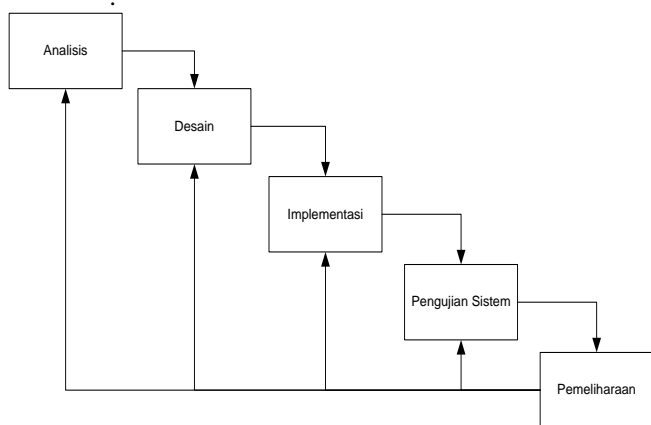 Analisis
Desain
Implementasi
Pengujian Sistem
Pemeliharaan